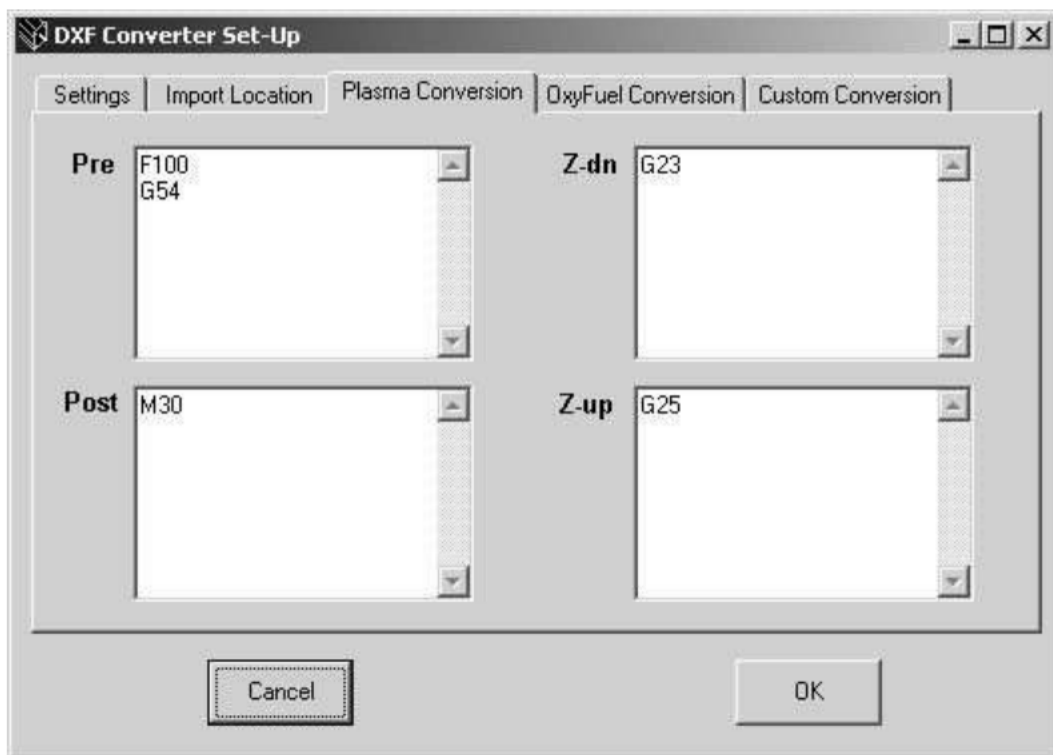 DXF Converter Set-Up
Settings Import Location Plasma Conversion OxyFuel Conversion Custom Conversion
Pre
F100
G54
Z-dn
G23
Post
M30
Z-up
G25
Cancel
OK